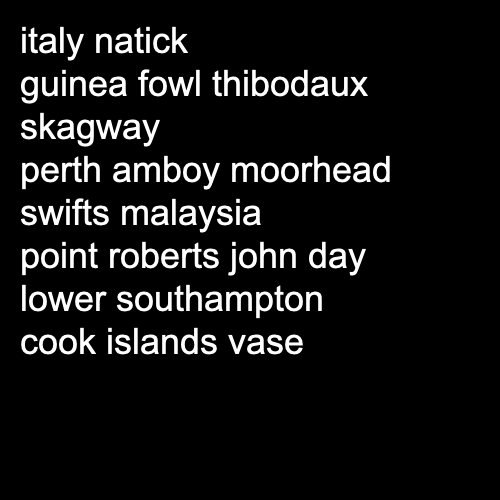 italy natick
guinea fowl thibodaux
skagway
perth amboy moorhead
swifts malaysia
point roberts john day
lower southampton
cook islands vase